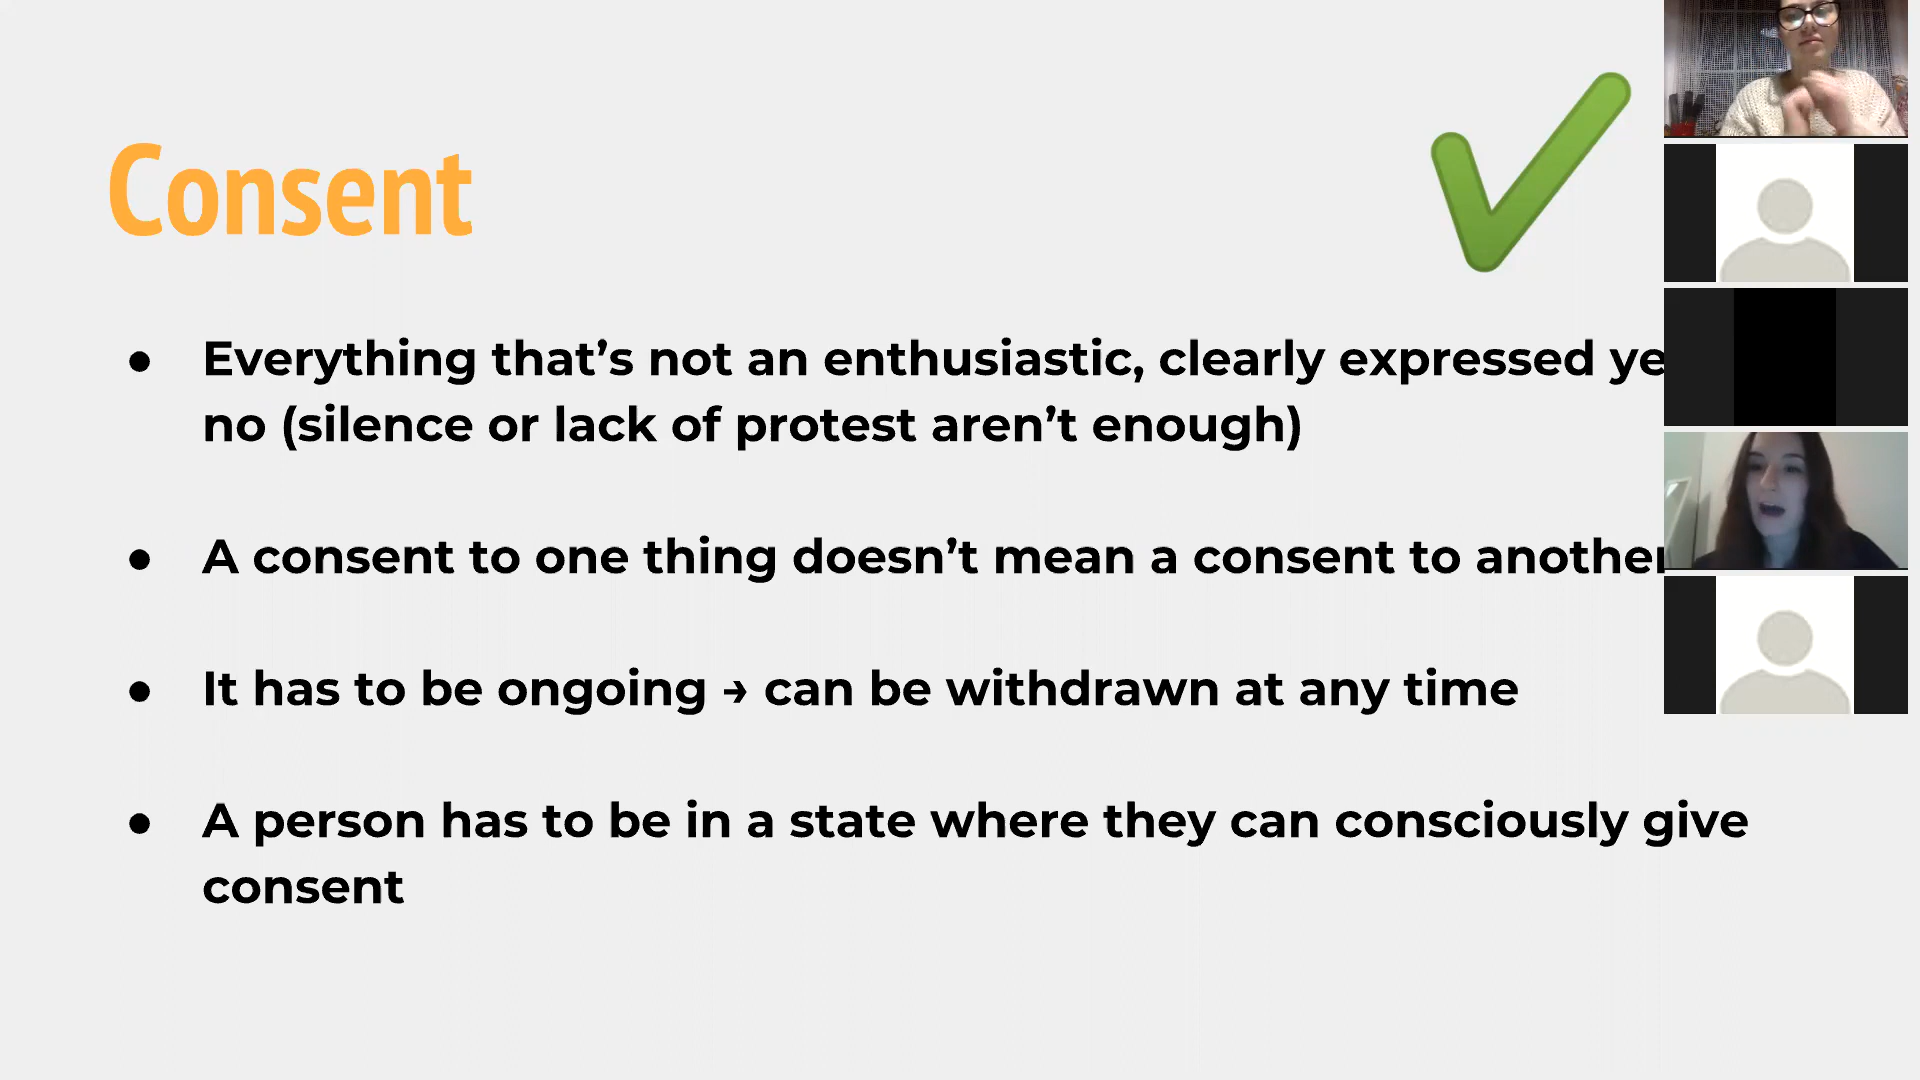 Consent
● Everything that’s not an enthusiastic, clearly expressed
no (silence or lack of protest aren’t enough)
● A consent to one thing doesn’t mean a consent to another
● It has to be ongoing → can be withdrawn at any time
● A person has to be in a state where they can consciously give
consent